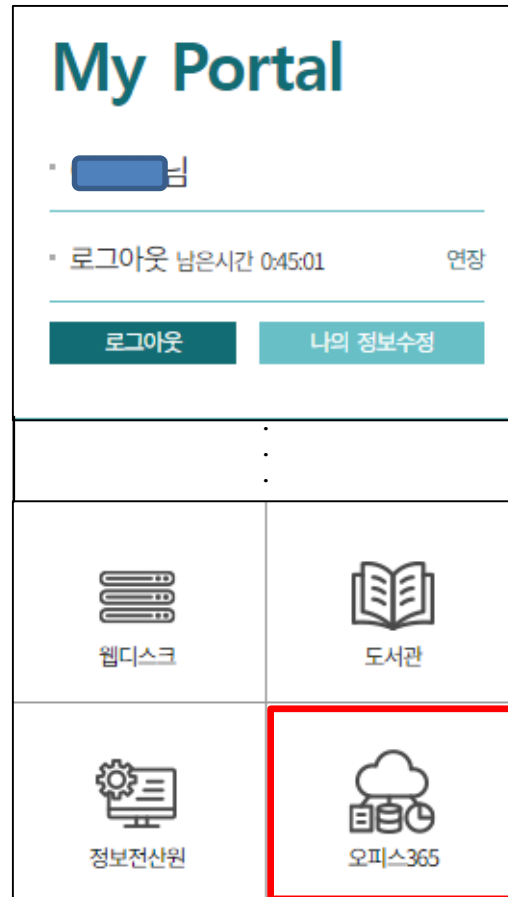 My Portal
님
로그아웃 남은시간 0:45:01 연장
로그아웃 나의 정보수정
웹디스크 도서관
정보전산원 오피스365